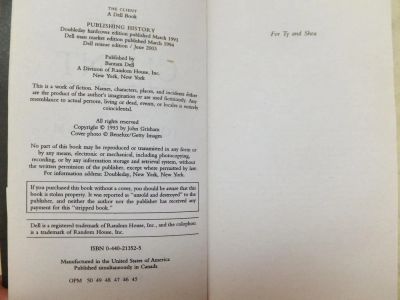 THE CLIENT
A Dell Book
PUBLISHING HISTORY
Doubleday hardcover edition published March 1993
Dell mass market edition published March 1994
Dell reissue edition / June 2003
Published by
Bantam Dell
A Division of Random House, Inc.
New York, New York
This is a work of fiction. Names, characters, places, and incidents either
are the product of the author's imagination or are used fictitiously. Any
resemblance to actual persons, living or dead, events, or locales is entirely
coincidental.
All rights reserved
Copyright © 1993 by John Grisham
Cover photo © Benelux/Getty Images
No part of this book may be reproduced or transmitted in any form or
by any means, electronic or mechanical, including photocopying,
recording, or by any information storage and retrieval system, without
the written permission of the publisher, except where permitted by law.
For information address: Doubleday, New York, New York.
If you purchased this book without a cover, you should be aware that this
book is stolen property. It was reported as "unsold and destroyed" to the
publisher, and neither the author nor the publisher has received any
payment for this "stripped book."
Dell is a registered trademark of Random House, Inc., and the colophon
is a trademark of Random House, Inc.
ISBN 0-440-21352-5
Manufactured in the United States of America
Published simultaneously in Canada
OPM 50 49 48 47 46 45
For Ty and Shea